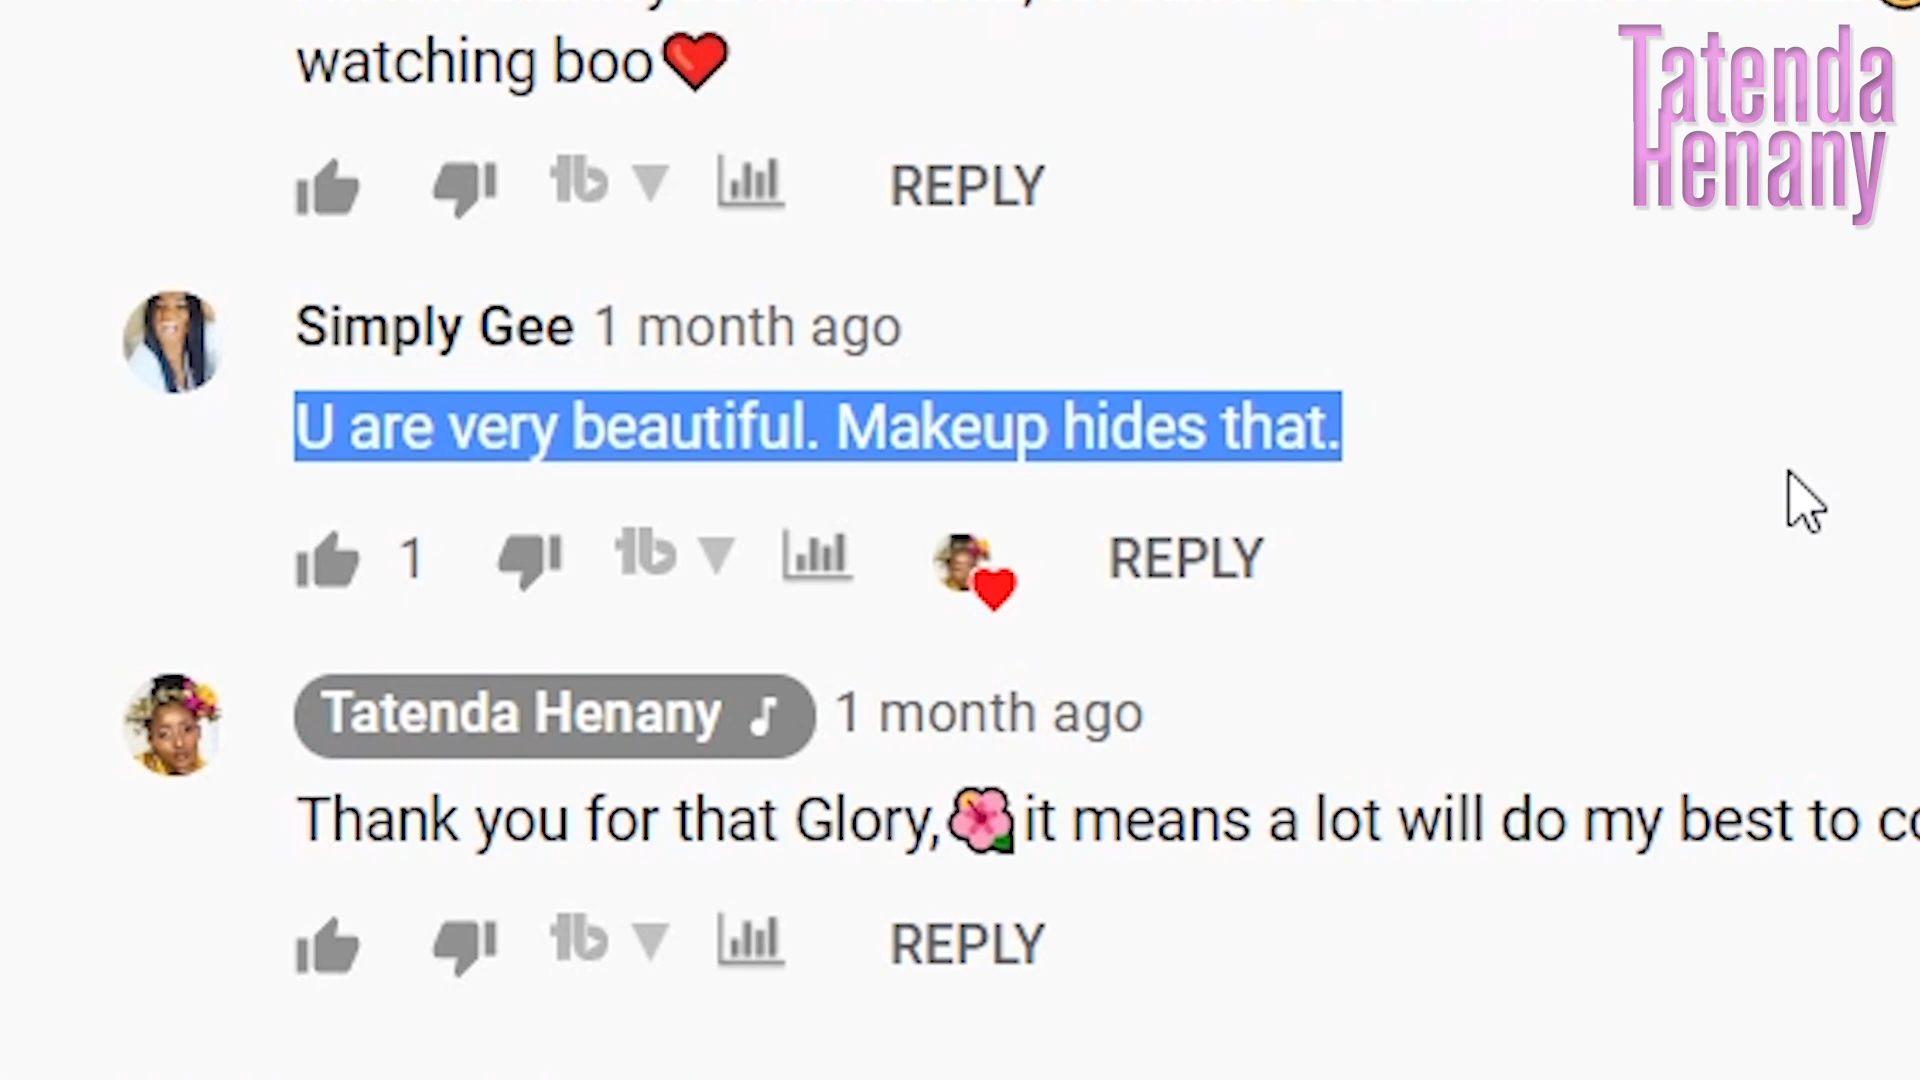 watching boo
REPLY
Tatenda
Henany
Simply Gee 1 month ago
U are very beautiful. Makeup hides that.
1
REPLY
Tatenda Henany 1 month ago
Thank you for that Glory, it means a lot will do my best to
REPLY